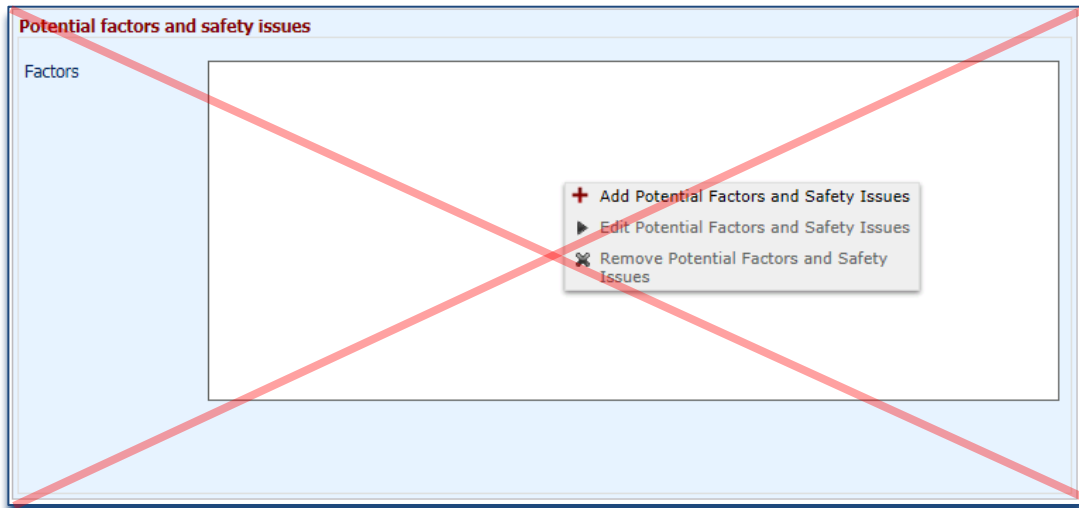 Potential factors and safety issues
Factors
Add Potential Factors and Safety Issues
Edit Potential Factors and Safety Issues
Remove Potential Factors and Safety
Issues